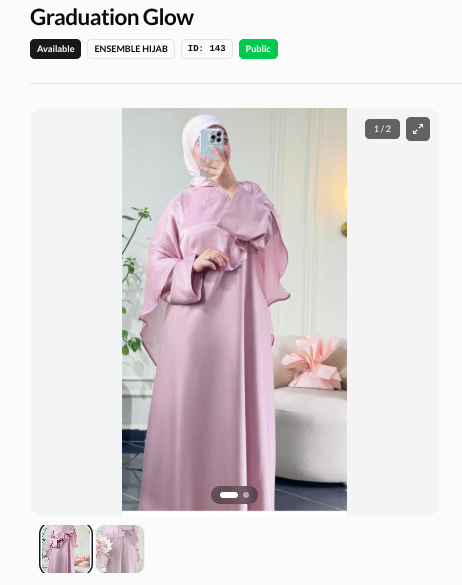 Graduation Glow
Available
ENSEMBLE HIJAB
ID: 143
Public
1 / 2